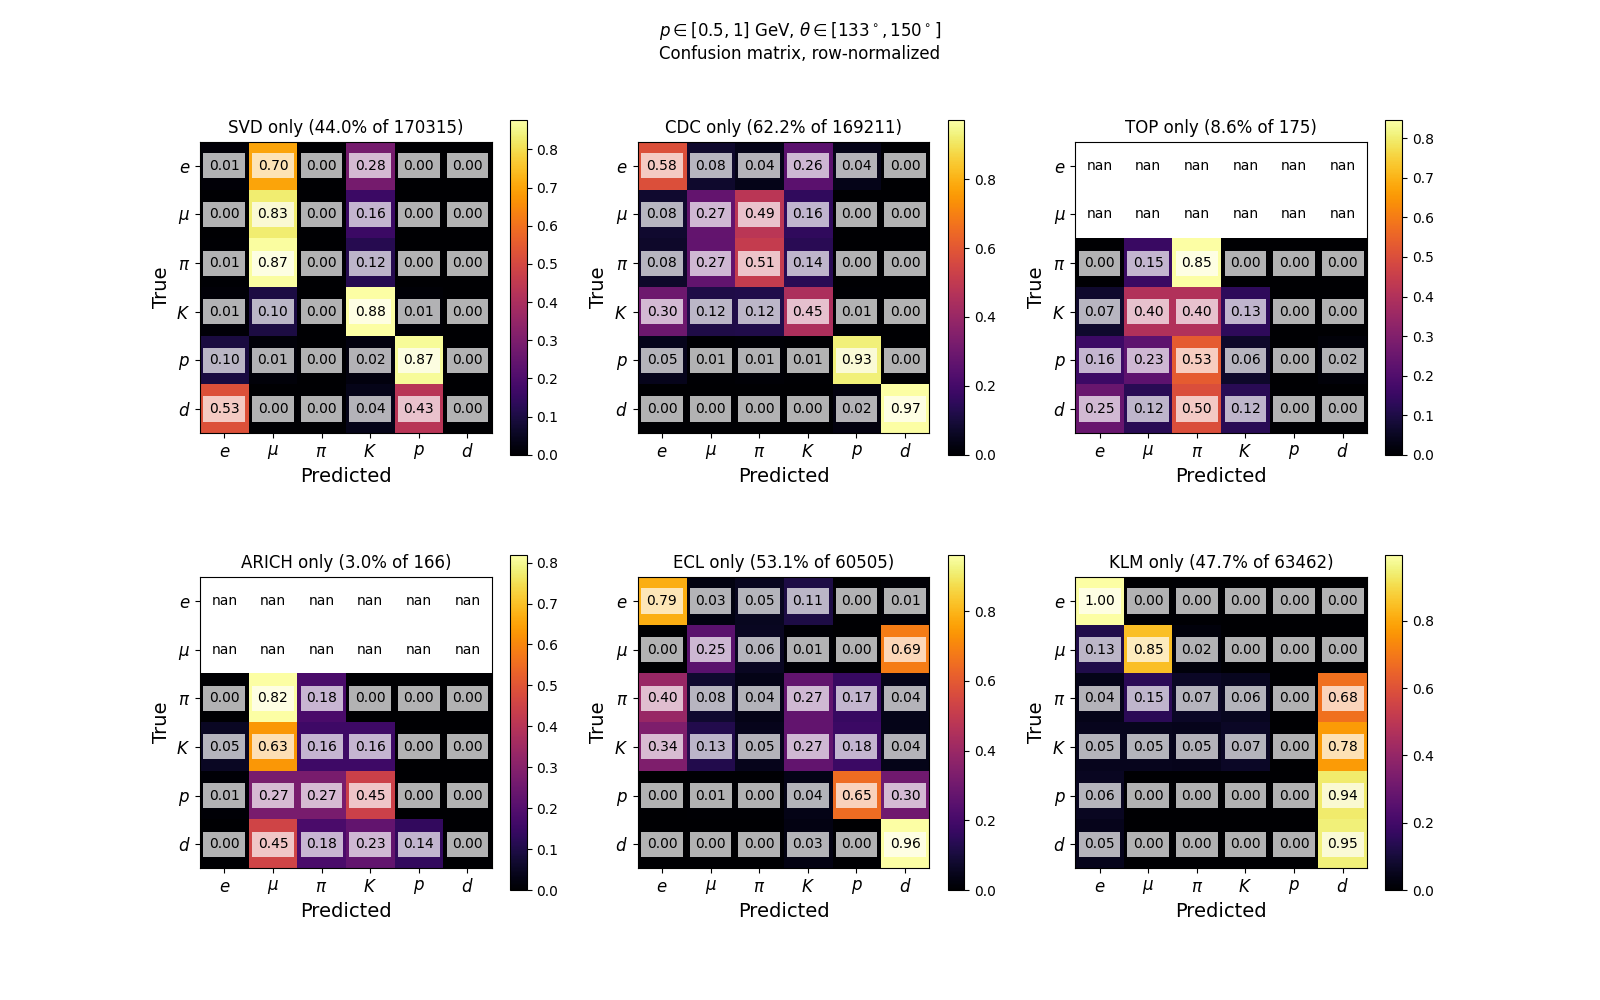 p ∈ [0.5, 1] GeV, θ ∈ [133°, 150°]
Confusion matrix, row-normalized
SVD only (44.0% of 170315)
True
e 0.01 0.70 0.00 0.28 0.00 0.00
μ 0.00 0.83 0.00 0.16 0.00 0.00
π 0.01 0.87 0.00 0.12 0.00 0.00
K 0.01 0.10 0.00 0.88 0.01 0.00
p 0.10 0.01 0.00 0.02 0.87 0.00
d 0.53 0.00 0.00 0.04 0.43 0.00
e μ π K p d
Predicted
0.8
0.7
0.6
0.5
0.4
0.3
0.2
0.1
0.0
CDC only (62.2% of 169211)
True
e 0.58 0.08 0.04 0.26 0.04 0.00
μ 0.08 0.27 0.49 0.16 0.00 0.00
π 0.08 0.27 0.51 0.14 0.00 0.00
K 0.30 0.12 0.12 0.45 0.01 0.00
p 0.05 0.01 0.01 0.01 0.93 0.00
d 0.00 0.00 0.00 0.00 0.02 0.97
e μ π K p d
Predicted
0.8
0.6
0.4
0.2
0.0
TOP only (8.6% of 175)
True
e nan nan nan nan nan nan
μ nan nan nan nan nan nan
π 0.00 0.15 0.85 0.00 0.00 0.00
K 0.07 0.40 0.40 0.13 0.00 0.00
p 0.16 0.23 0.53 0.06 0.00 0.02
d 0.25 0.12 0.50 0.12 0.00 0.00
e μ π K p d
Predicted
0.8
0.7
0.6
0.5
0.4
0.3
0.2
0.1
0.0
ARICH only (3.0% of 166)
True
e nan nan nan nan nan nan
μ nan nan nan nan nan nan
π 0.00 0.82 0.18 0.00 0.00 0.00
K 0.05 0.63 0.16 0.16 0.00 0.00
p 0.01 0.27 0.27 0.45 0.00 0.00
d 0.00 0.45 0.18 0.23 0.14 0.00
e μ π K p d
Predicted
0.8
0.7
0.6
0.5
0.4
0.3
0.2
0.1
0.0
ECL only (53.1% of 60505)
True
e 0.79 0.03 0.05 0.11 0.00 0.01
μ 0.00 0.25 0.06 0.01 0.00 0.69
π 0.40 0.08 0.04 0.27 0.17 0.04
K 0.34 0.13 0.05 0.27 0.18 0.04
p 0.00 0.01 0.00 0.04 0.65 0.30
d 0.00 0.00 0.00 0.03 0.00 0.96
e μ π K p d
Predicted
0.8
0.6
0.4
0.2
0.0
KLM only (47.7% of 63462)
True
e 1.00 0.00 0.00 0.00 0.00 0.00
μ 0.13 0.85 0.02 0.00 0.00 0.00
π 0.04 0.15 0.07 0.06 0.00 0.68
K 0.05 0.05 0.05 0.07 0.00 0.78
p 0.06 0.00 0.00 0.00 0.00 0.94
d 0.05 0.00 0.00 0.00 0.00 0.95
e μ π K p d
Predicted
0.8
0.6
0.4
0.2
0.0